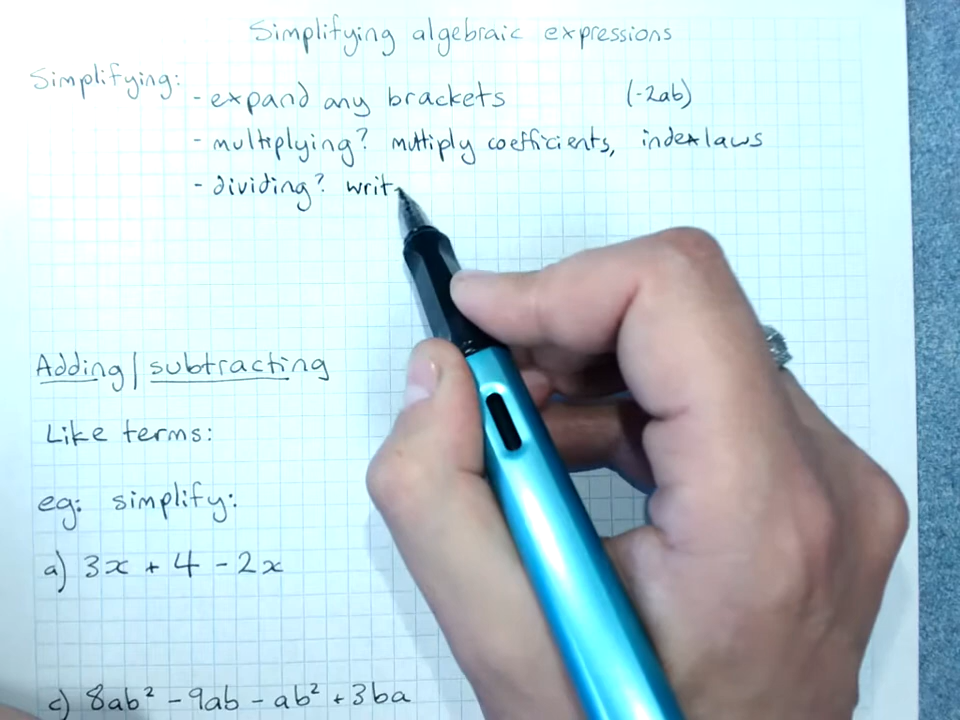 Simplifying algebraic expressions
Simplifying:
- expand any brackets (-2ab)
- multiplying? multiply coefficients, index laws
- dividing? writ
Adding/subtracting
Like terms:
eg: simplify:
a) 3x + 4 - 2x
c) 8ab² - 9ab - ab² + 3ba